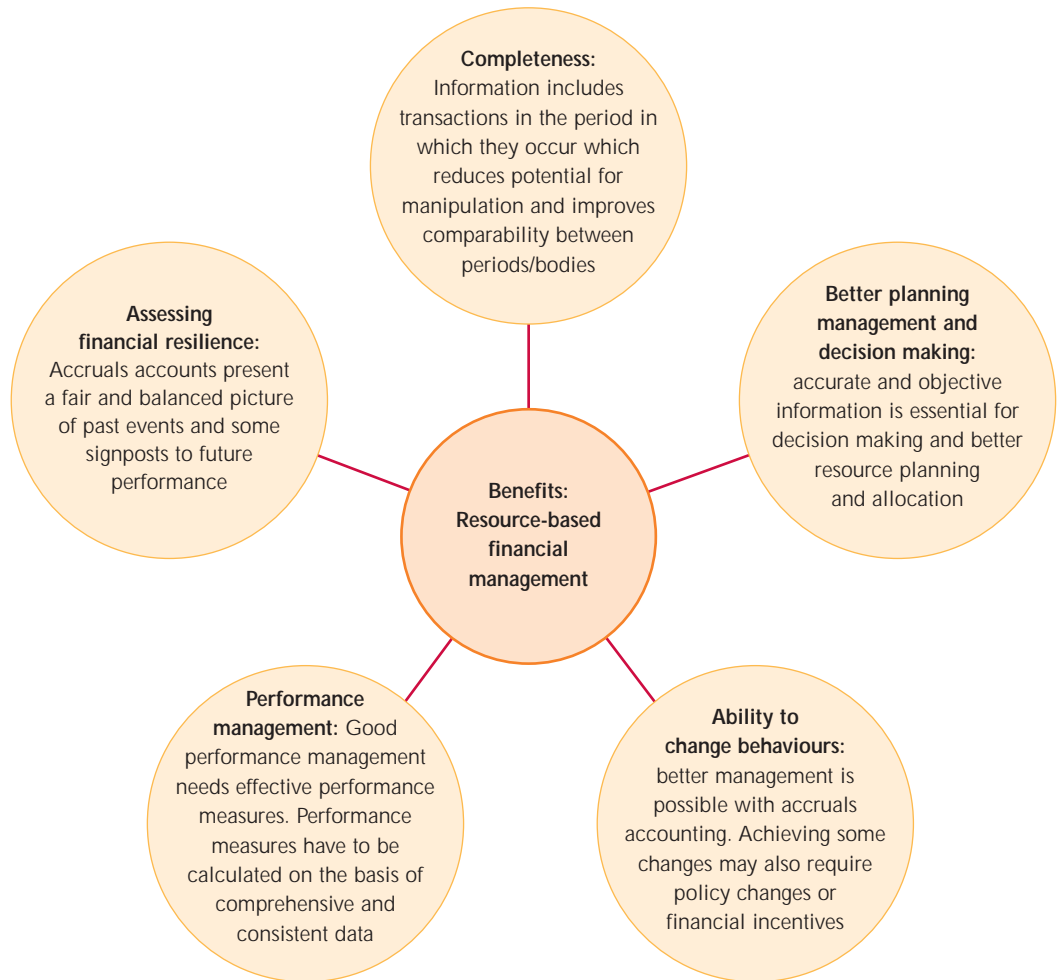 Completeness:
Information includes
transactions in the period in
which they occur which
reduces potential for
manipulation and improves
comparability between
periods/bodies
Assessing
financial resilience:
Accruals accounts present
a fair and balanced picture
of past events and some
signposts to future
performance
Better planning
management and
decision making:
accurate and objective
information is essential for
decision making and better
resource planning
and allocation
Benefits:
Resource-based
financial
management
Performance
management: Good
performance management
needs effective performance
measures. Performance
measures have to be
calculated on the basis of
comprehensive and
consistent data
Ability to
change behaviours:
better management is
possible with accruals
accounting. Achieving some
changes may also require
policy changes or
financial incentives